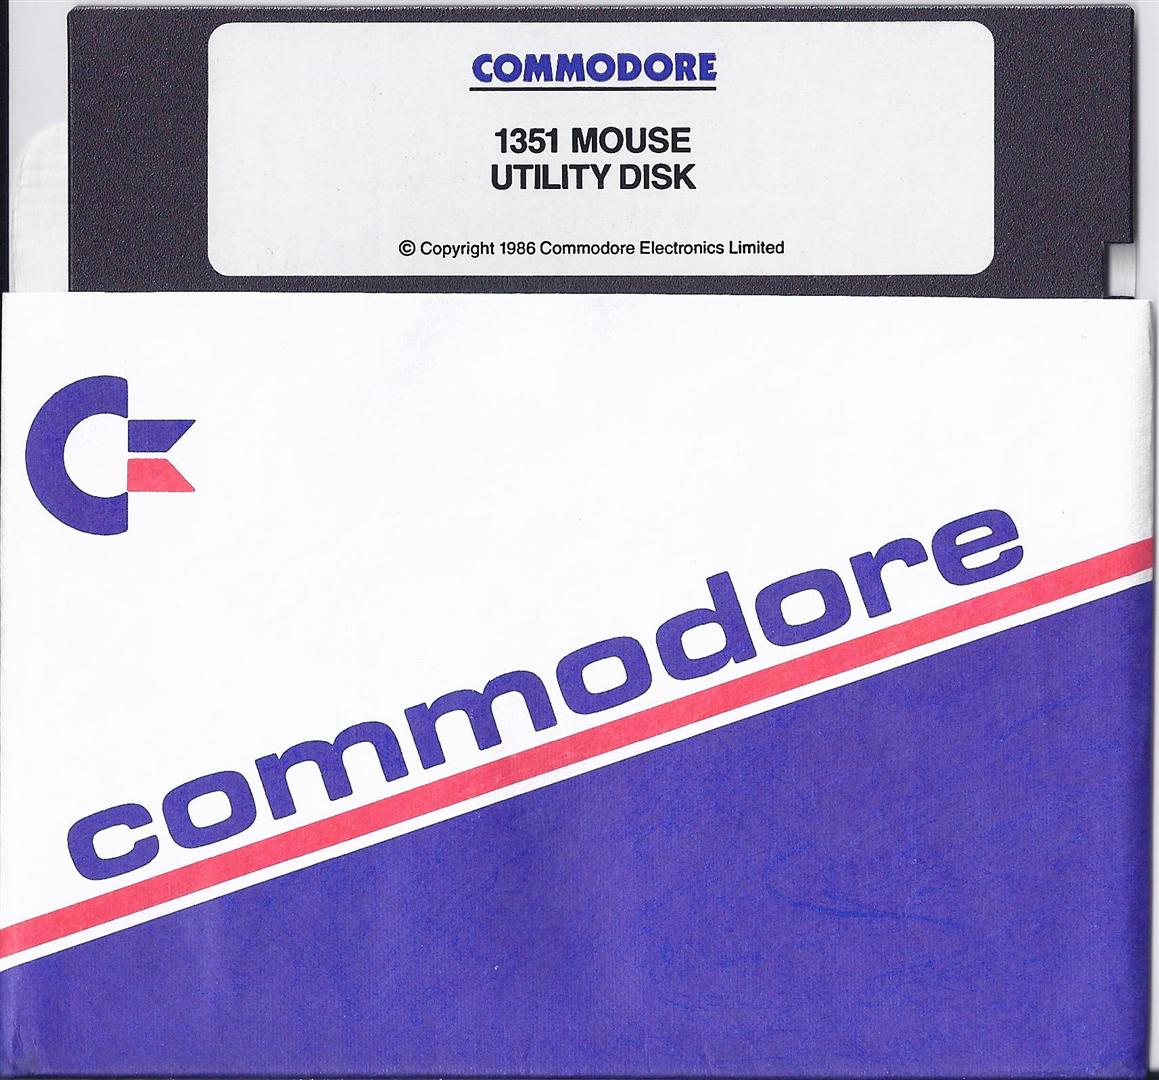 COMMODORE
1351 MOUSE
UTILITY DISK
© Copyright 1986 Commodore Electronics Limited
commodore